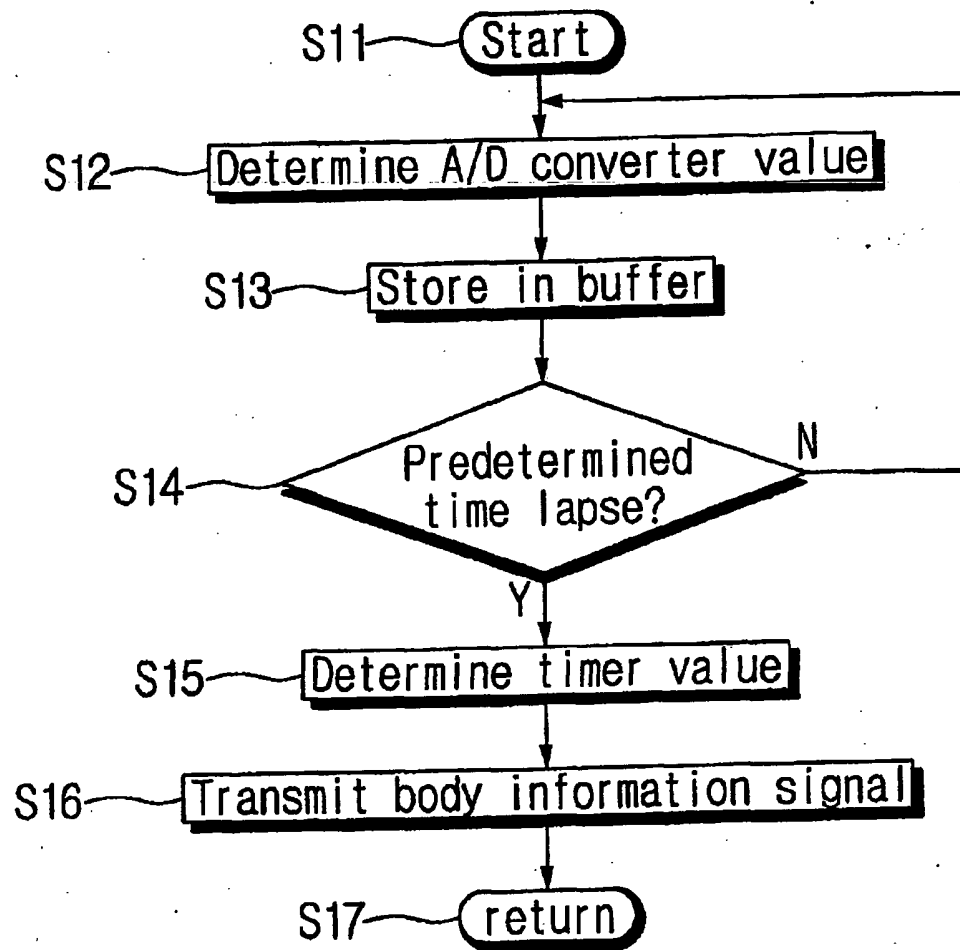 S11 Start
S12 Determine A/D converter value
S13 Store in buffer
N
S14 Predetermined
time lapse?
Y
S15 Determine timer value
S16 Transmit body information signal
S17 return